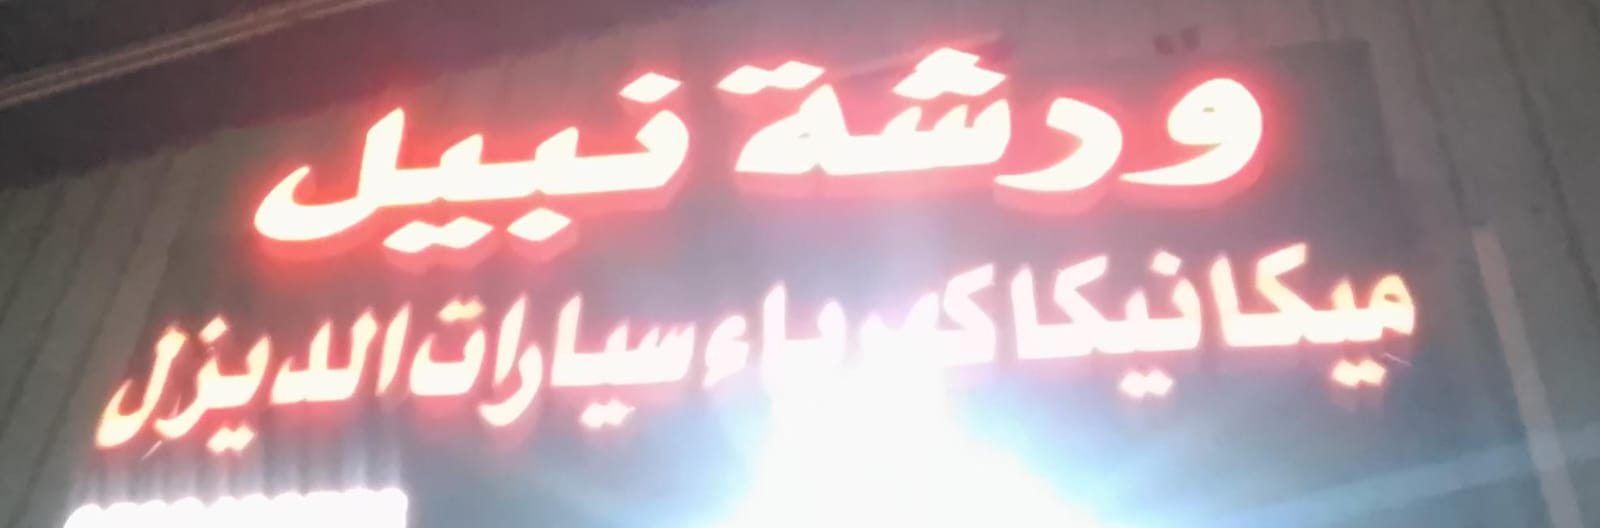 ورشة نبيل
ميكانيكا كهرباء سيارات الديزل